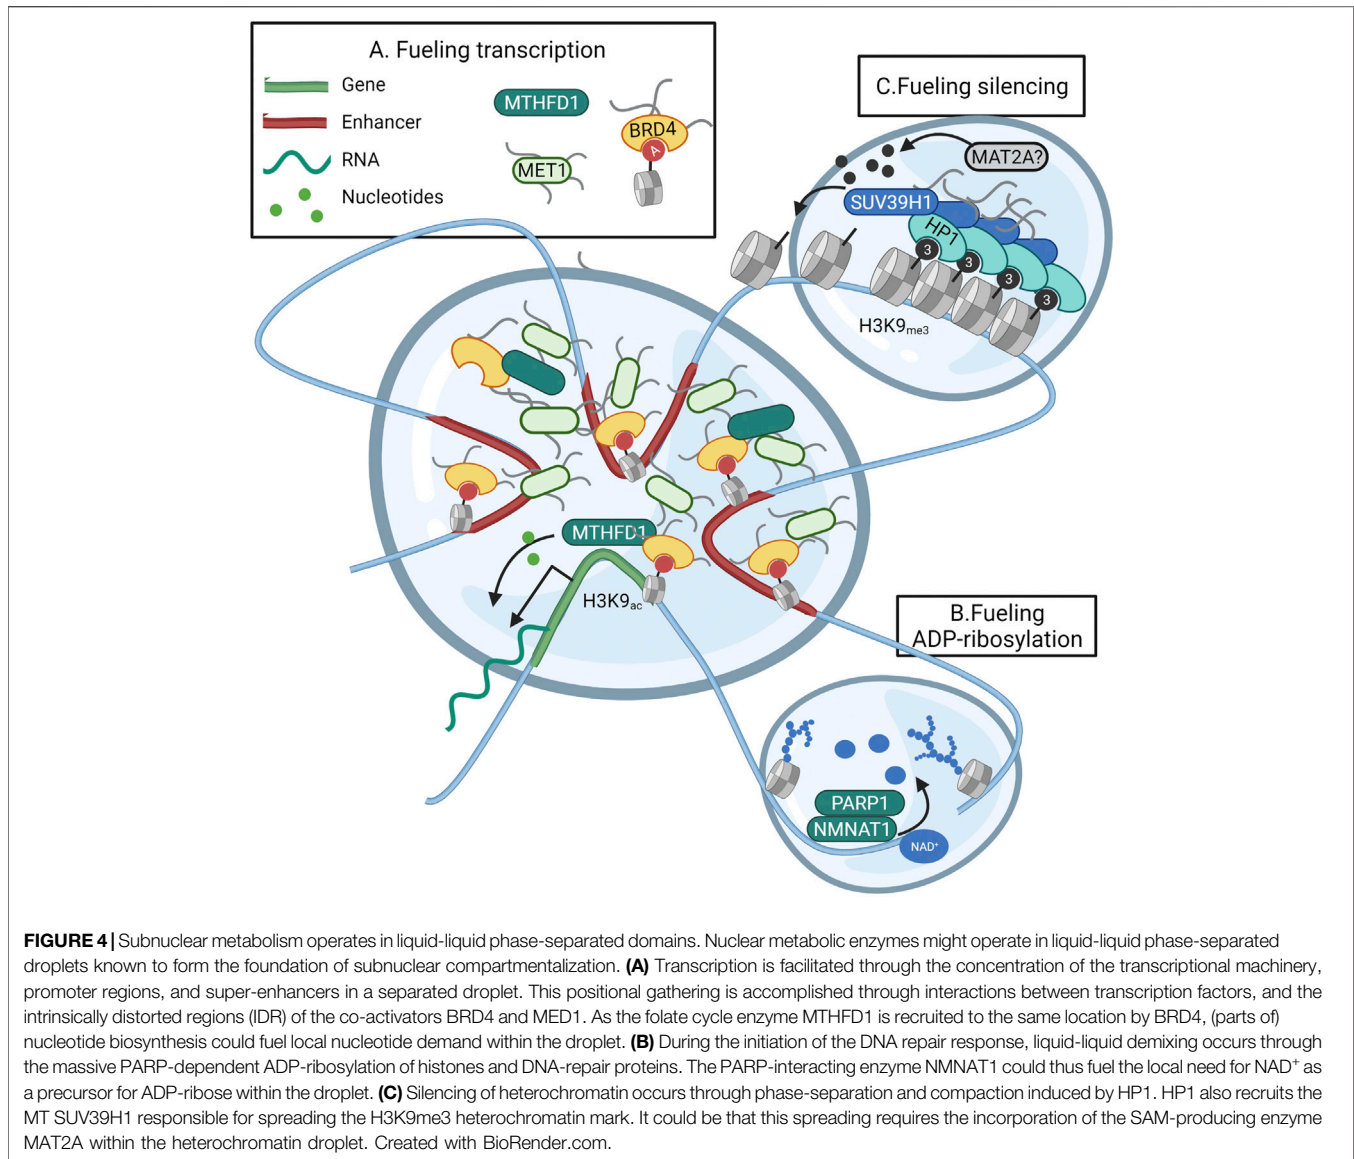 A. Fueling transcription
Gene
Enhancer
RNA
Nucleotides
MTHFD1
MET1
BRD4
A
C.Fueling silencing
MAT2A?
SUV39H1
HP1
3
3
3
3
H3K9me3
MTHFD1
H3K9ac
B.Fueling
ADP-ribosylation
PARP1
NMNAT1
NAD+
FIGURE 4 | Subnuclear metabolism operates in liquid-liquid phase-separated domains. Nuclear metabolic enzymes might operate in liquid-liquid phase-separated
droplets known to form the foundation of subnuclear compartmentalization. (A) Transcription is facilitated through the concentration of the transcriptional machinery,
promoter regions, and super-enhancers in a separated droplet. This positional gathering is accomplished through interactions between transcription factors, and the
intrinsically distorted regions (IDR) of the co-activators BRD4 and MED1. As the folate cycle enzyme MTHFD1 is recruited to the same location by BRD4, (parts of)
nucleotide biosynthesis could fuel local nucleotide demand within the droplet. (B) During the initiation of the DNA repair response, liquid-liquid demixing occurs through
the massive PARP-dependent ADP-ribosylation of histones and DNA-repair proteins. The PARP-interacting enzyme NMNAT1 could thus fuel the local need for NAD+ as
a precursor for ADP-ribose within the droplet. (C) Silencing of heterochromatin occurs through phase-separation and compaction induced by HP1. HP1 also recruits the
MT SUV39H1 responsible for spreading the H3K9me3 heterochromatin mark. It could be that this spreading requires the incorporation of the SAM-producing enzyme
MAT2A within the heterochromatin droplet. Created with BioRender.com.